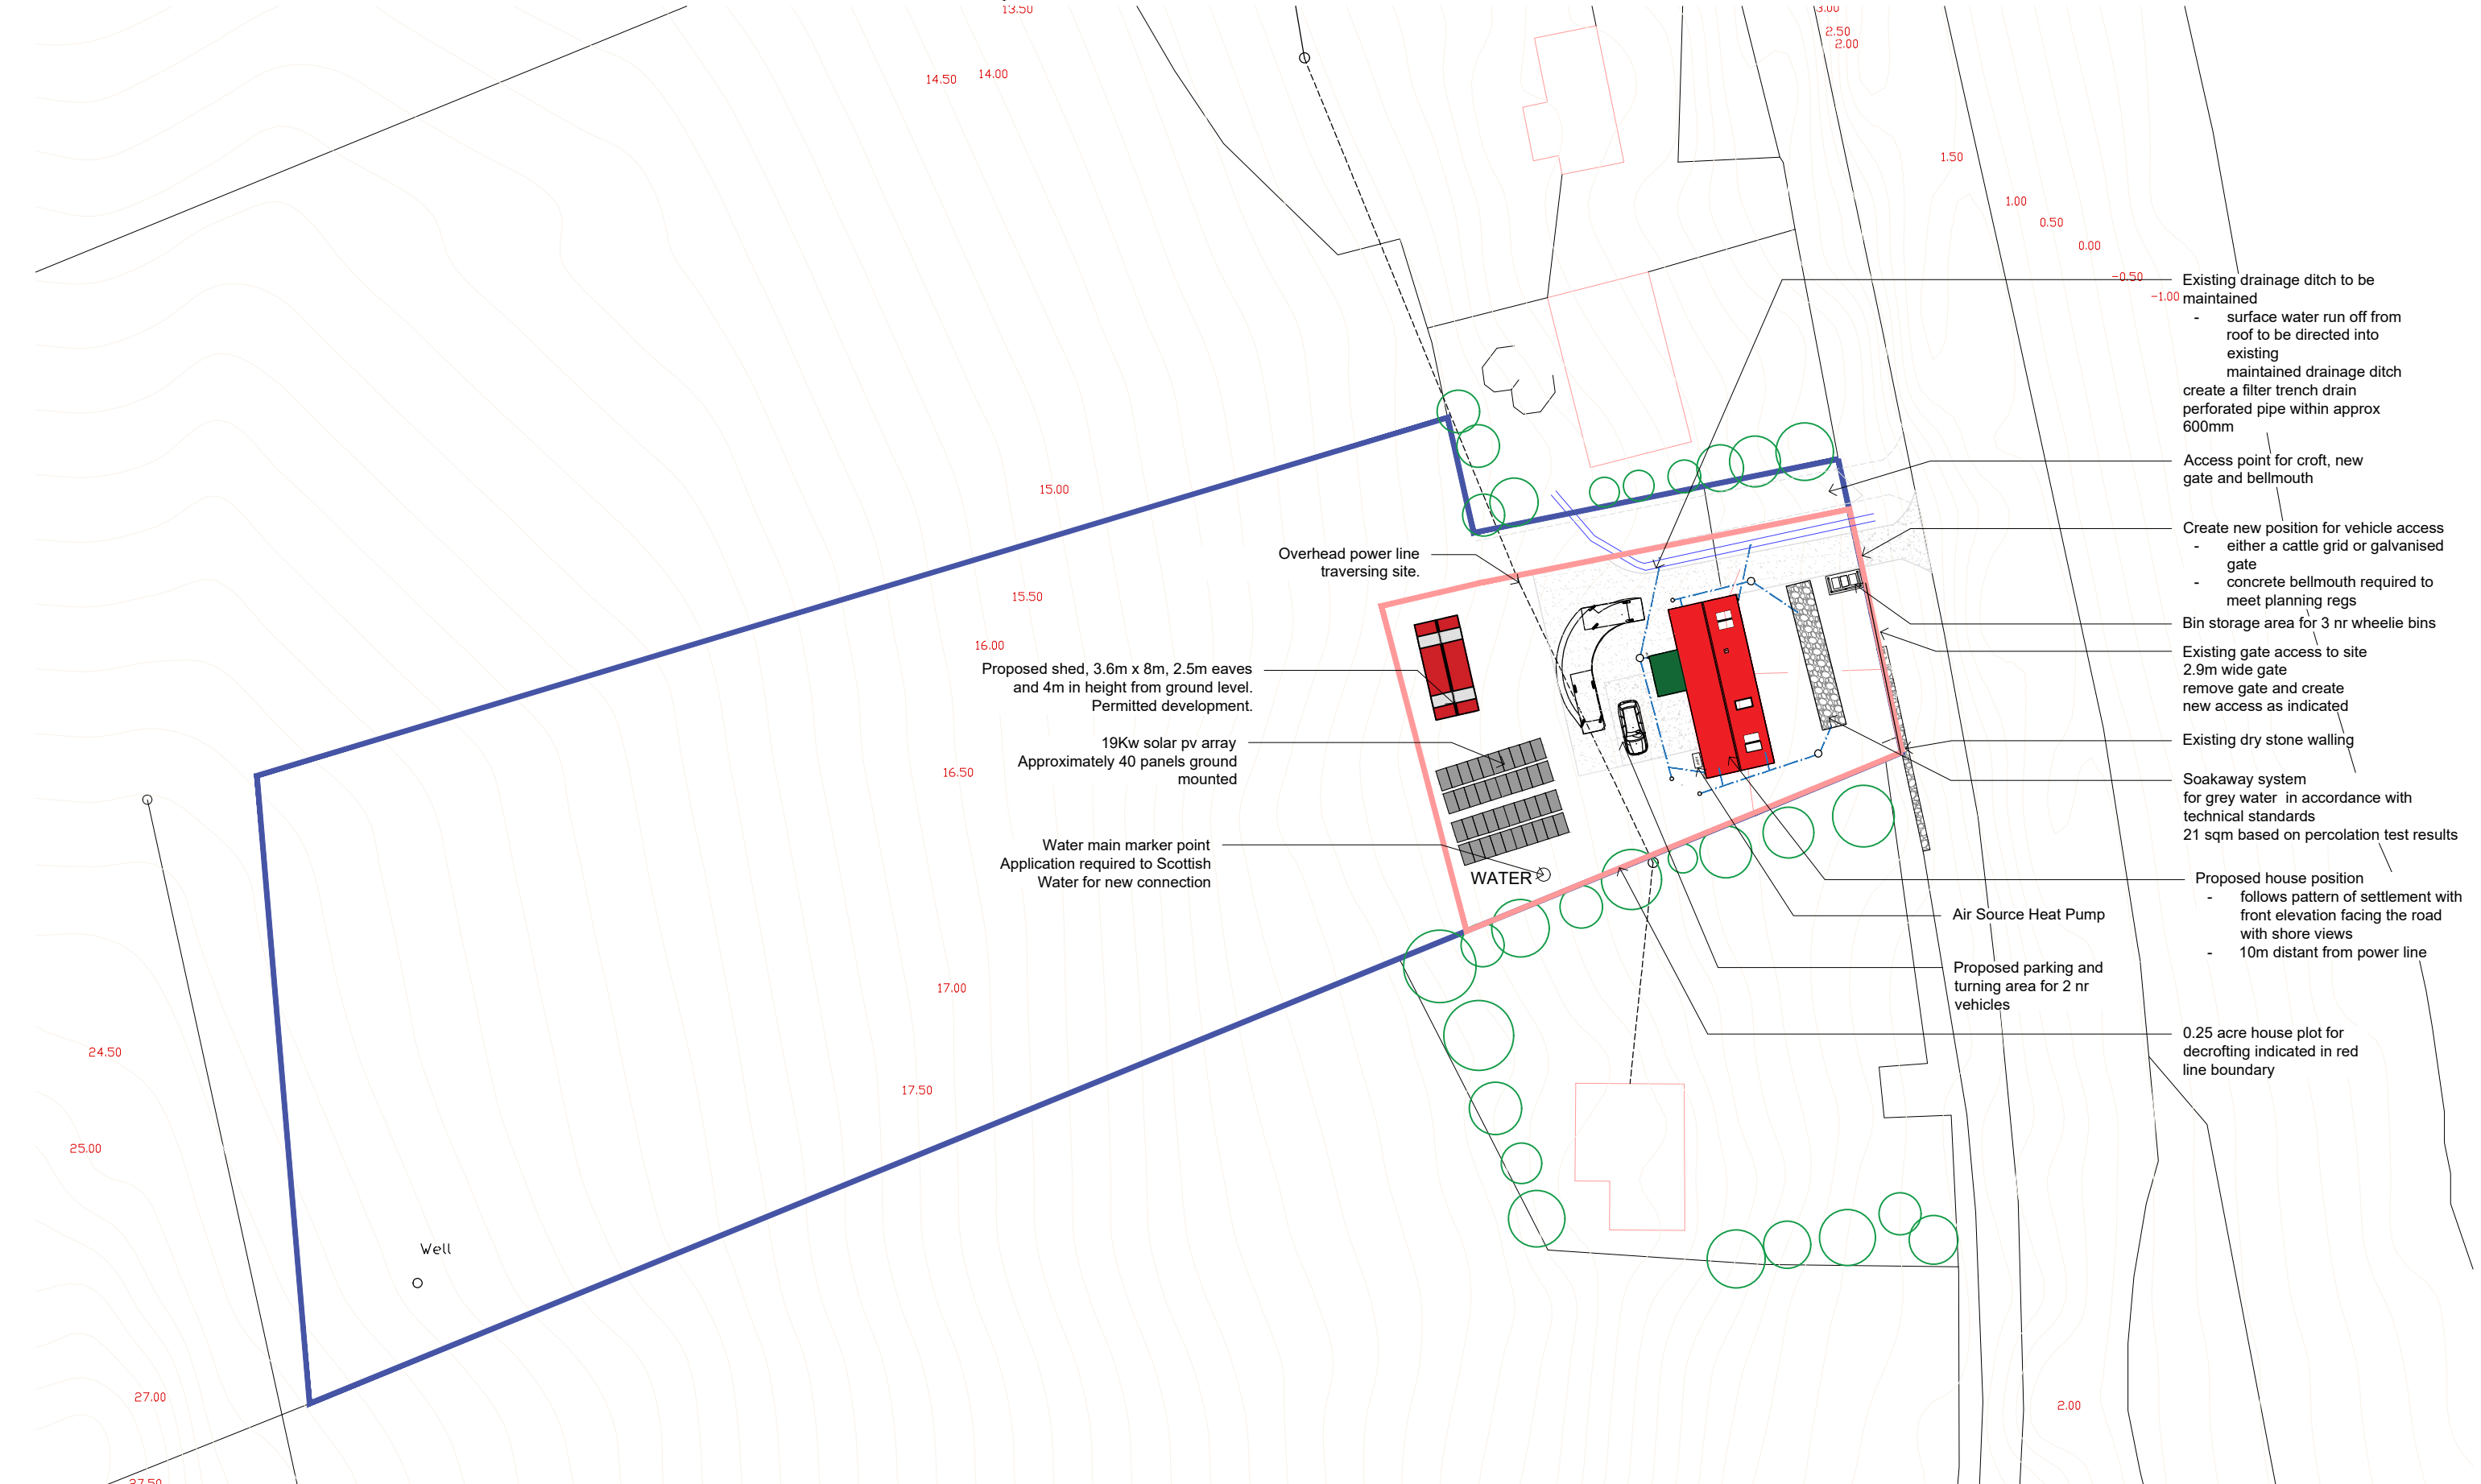 13.50
14.50
14.00
3.00
2.50
2.00
1.50
1.00
0.50
0.00
-0.50
-1.00
Existing drainage ditch to be
maintained
- surface water run off from
roof to be directed into
existing
maintained drainage ditch
create a filter trench drain
perforated pipe within approx
600mm
Access point for croft, new
gate and bellmouth
Create new position for vehicle access
- either a cattle grid or galvanised
gate
- concrete bellmouth required to
meet planning regs
Bin storage area for 3 nr wheelie bins
Existing gate access to site
2.9m wide gate
remove gate and create
new access as indicated
Existing dry stone walling
Soakaway system
for grey water in accordance with
technical standards
21 sqm based on percolation test results
Proposed house position
- follows pattern of settlement with
front elevation facing the road
with shore views
- 10m distant from power line
Air Source Heat Pump
Proposed parking and
turning area for 2 nr
vehicles
0.25 acre house plot for
decrofting indicated in red
line boundary
Overhead power line
traversing site.
Proposed shed, 3.6m x 8m, 2.5m eaves
and 4m in height from ground level.
Permitted development.
19Kw solar pv array
Approximately 40 panels ground
mounted
Water main marker point
Application required to Scottish
Water for new connection
WATER
15.00
15.50
16.00
16.50
17.00
17.50
Well
24.50
25.00
27.00
27.50
2.00